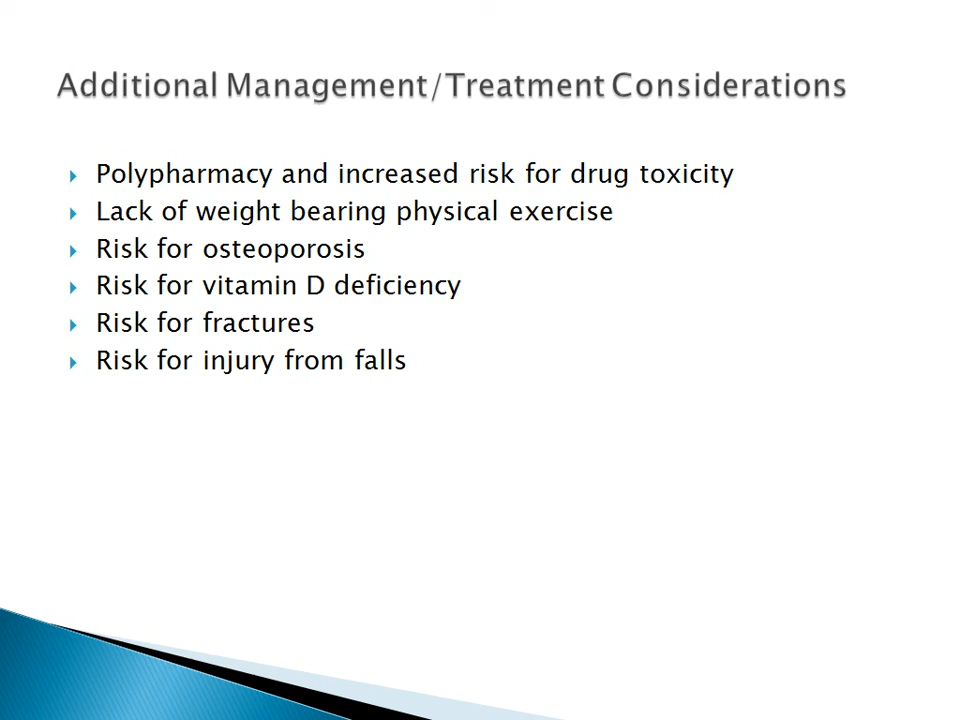 Additional Management/Treatment Considerations
Polypharmacy and increased risk for drug toxicity
Lack of weight bearing physical exercise
Risk for osteoporosis
Risk for vitamin D deficiency
Risk for fractures
Risk for injury from falls